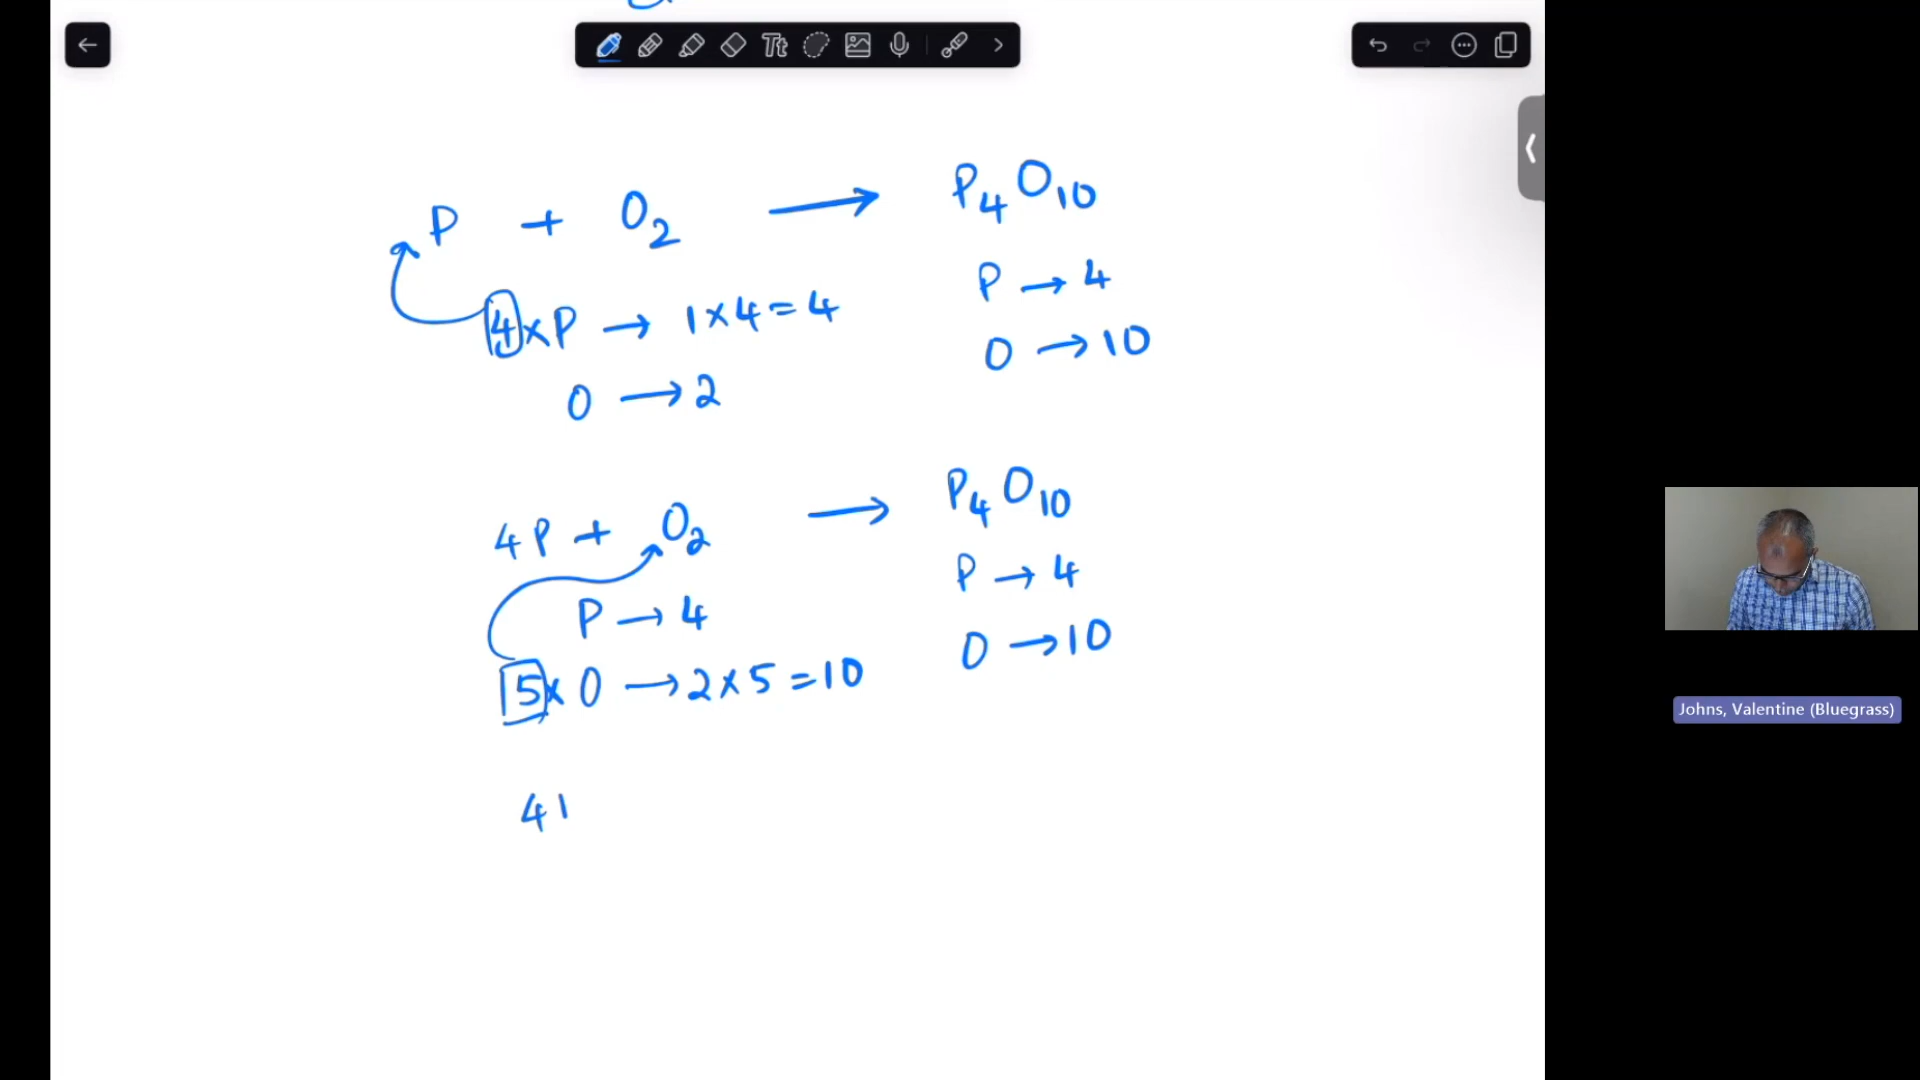 Tt
P + O₂ ⟶ P₄O₁₀
4×P → 1×4=4 P → 4
O → 2 O → 10
4P + O₂ ⟶ P₄O₁₀
P → 4 P → 4
5×O → 2×5=10 O → 10
Johns, Valentine (Bluegrass)